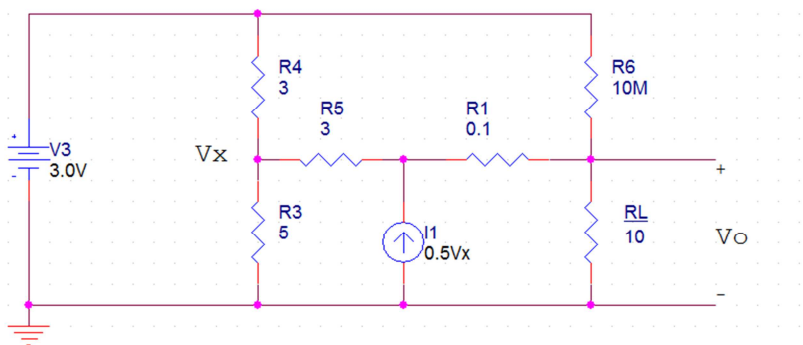 R4
3
R6
10M
R5
3
R1
0.1
+
V3
-
3.0V
Vx
+
R3
5
I1
0.5Vx
RL
10
Vo
-